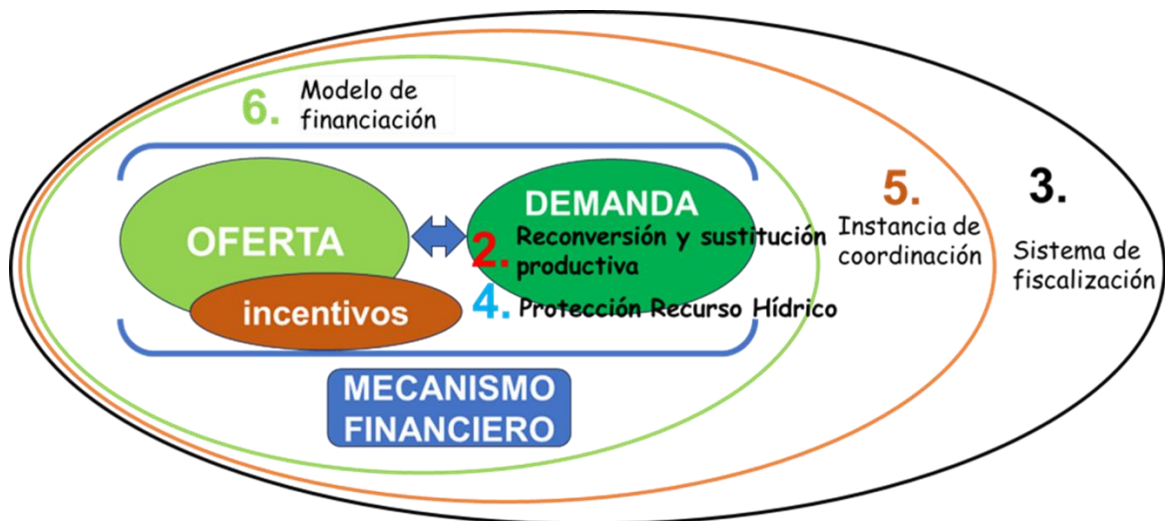 6. Modelo de
financiación
OFERTA
incentivos
DEMANDA
2. Reconversión y sustitución
productiva
4. Protección Recurso Hídrico
MECANISMO
FINANCIERO
5.
Instancia de
coordinación
3.
Sistema de
fiscalización